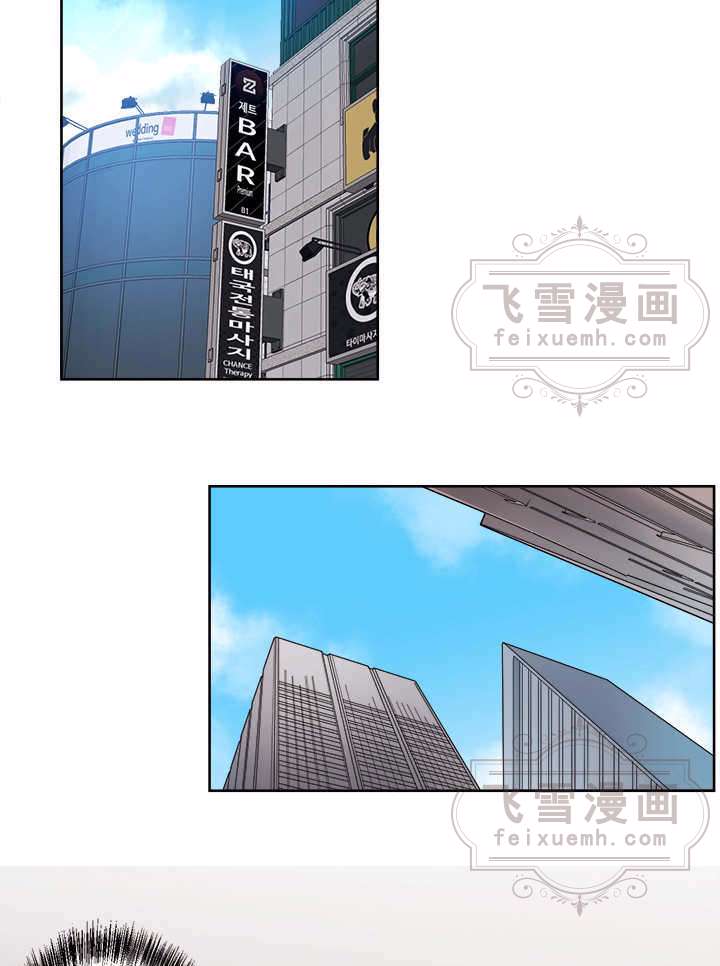 wedding
Z
제트
BAR
Premium
B1
태국전통마사지
CHANCE
Therapy
타이마사지
飞雪漫画
feixuemh.com
飞雪漫画
feixuemh.com